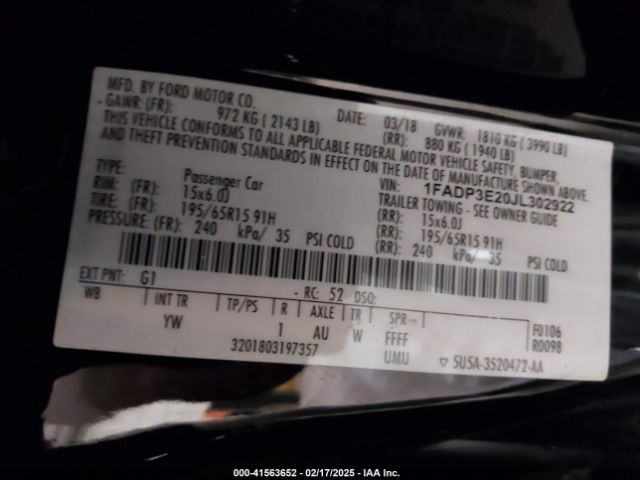 MFD. BY FORD MOTOR CO. DATE: 03/18 GVWR: 1810 KG ( 3990 LB)
- GAWR: (FR): 972 KG ( 2143 LB) (RR): 880 KG ( 1940 LB)
THIS VEHICLE CONFORMS TO ALL APPLICABLE FEDERAL MOTOR VEHICLE SAFETY, BUMPER,
AND THEFT PREVENTION STANDARDS IN EFFECT ON THE DATE OF MANUFACTURE SHOWN ABOVE.
VIN: 1FADP3E20JL302922
TYPE: Passenger Car TRAILER TOWING - SEE OWNER GUIDE
RIM: (FR): 15x6.0J (RR): 15x6.0J
TIRE: (FR): 195/65R15 91H (RR): 195/65R15 91H
PRESSURE: (FR): 240 kPa/ 35 PSI COLD (RR): 240 kPa/ 35 PSI COLD
EXT PNT: G1 - RC: 52 DSO:
WB INT TR TP/PS R AXLE TR SPR - F0106
YW 1 AU W FFFF R0098
3201803197357 UMU ▽ SU5A-3520472-AA
000-41563652 - 02/17/2025 - IAA Inc.